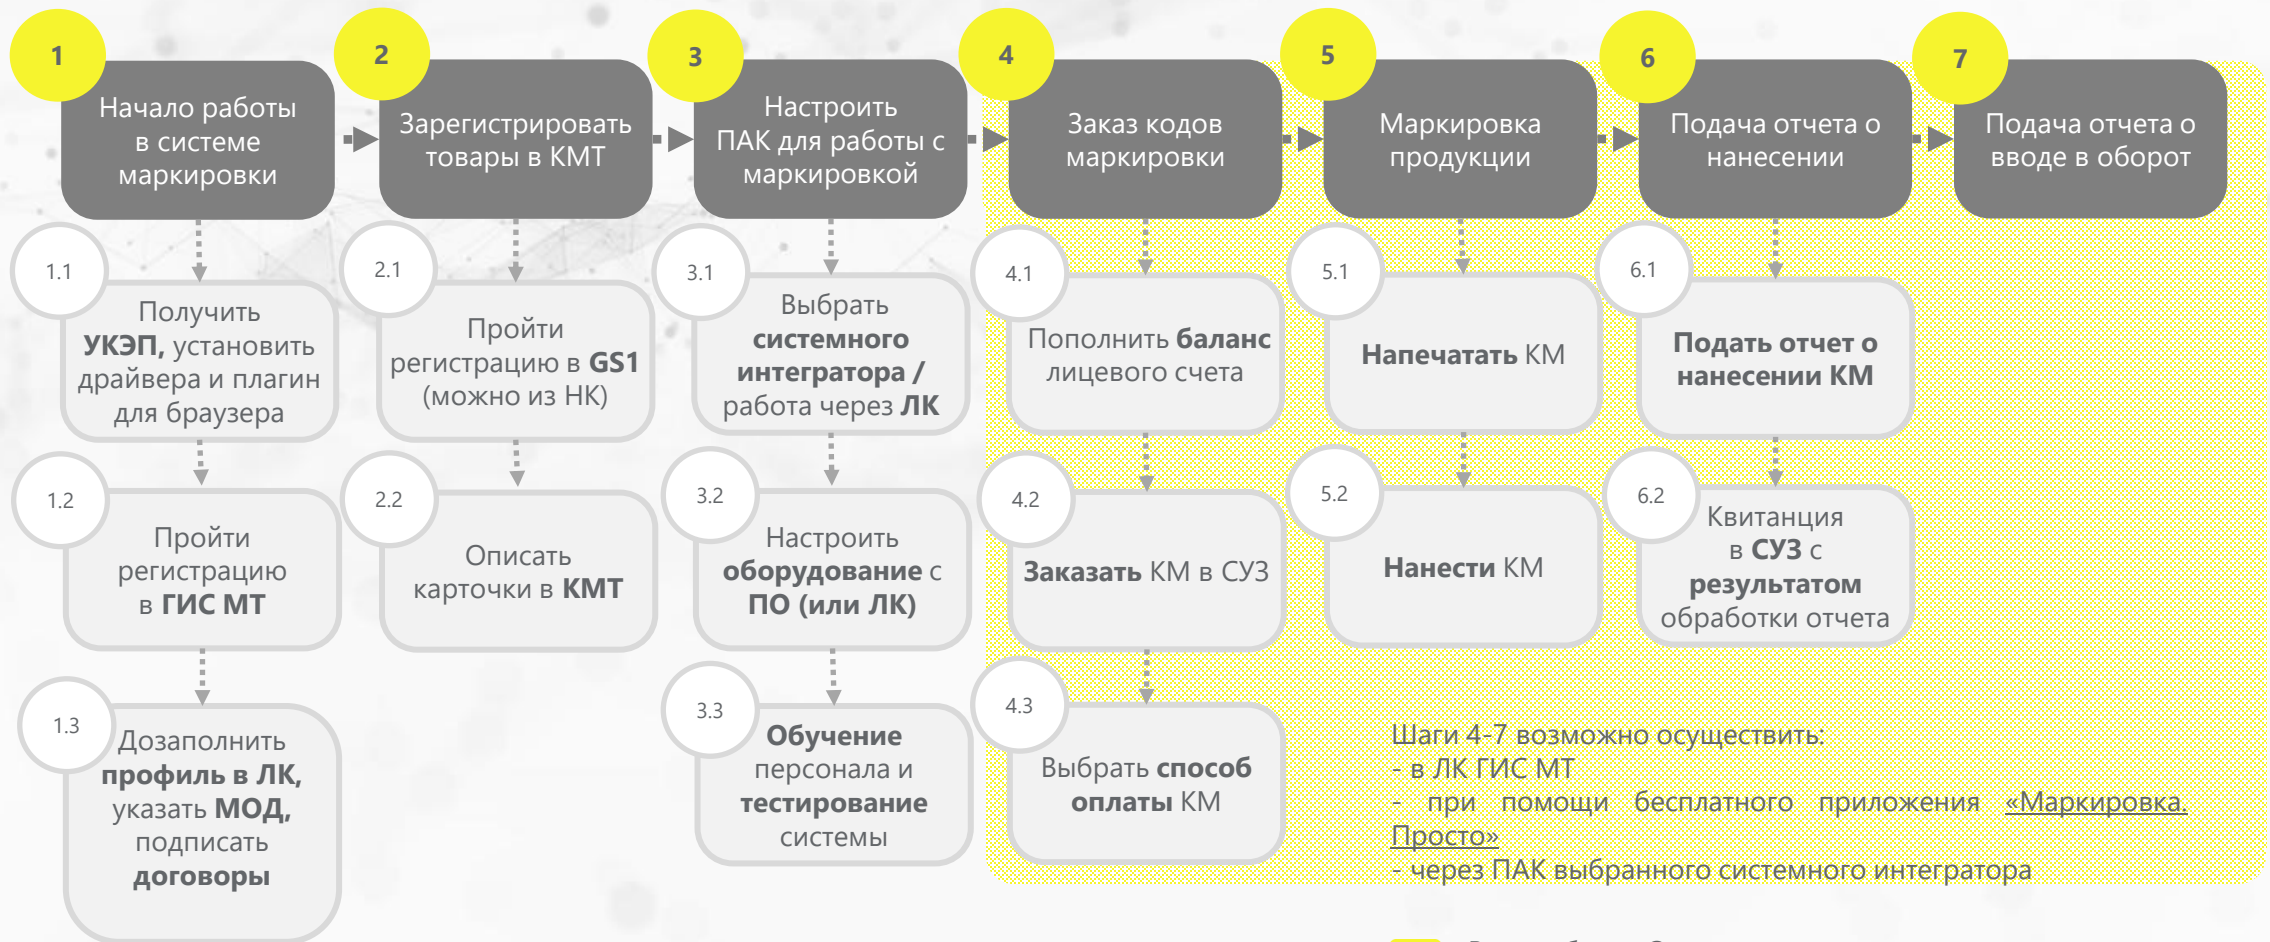 1
Начало работы
в системе
маркировки
2
Зарегистрировать
товары в КМТ
3
Настроить
ПАК для работы с
маркировкой
4
Заказ кодов
маркировки
5
Маркировка
продукции
6
Подача отчета о
нанесении
7
Подача отчета о
вводе в оборот
1.1
Получить
УКЭП, установить
драйвера и плагин
для браузера
1.2
Пройти
регистрацию
в ГИС МТ
1.3
Дозаполнить
профиль в ЛК,
указать МОД,
подписать
договоры
2.1
Пройти
регистрацию в GS1
(можно из НК)
2.2
Описать
карточки в КМТ
3.1
Выбрать
системного
интегратора /
работа через ЛК
3.2
Настроить
оборудование с
ПО (или ЛК)
3.3
Обучение
персонала и
тестирование
системы
4.1
Пополнить баланс
лицевого счета
4.2
Заказать КМ в СУЗ
4.3
Выбрать способ
оплаты КМ
5.1
Напечатать КМ
5.2
Нанести КМ
6.1
Подать отчет о
нанесении КМ
6.2
Квитанция
в СУЗ с
результатом
обработки отчета
Шаги 4-7 возможно осуществить:
- в ЛК ГИС МТ
- при помощи бесплатного приложения «Маркировка.
Просто»
- через ПАК выбранного системного интегратора